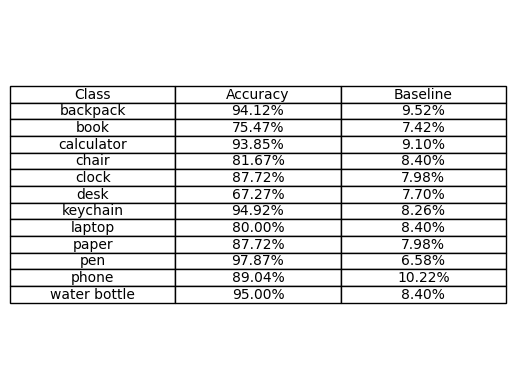 Class Accuracy Baseline
backpack 94.12% 9.52%
book 75.47% 7.42%
calculator 93.85% 9.10%
chair 81.67% 8.40%
clock 87.72% 7.98%
desk 67.27% 7.70%
keychain 94.92% 8.26%
laptop 80.00% 8.40%
paper 87.72% 7.98%
pen 97.87% 6.58%
phone 89.04% 10.22%
water bottle 95.00% 8.40%